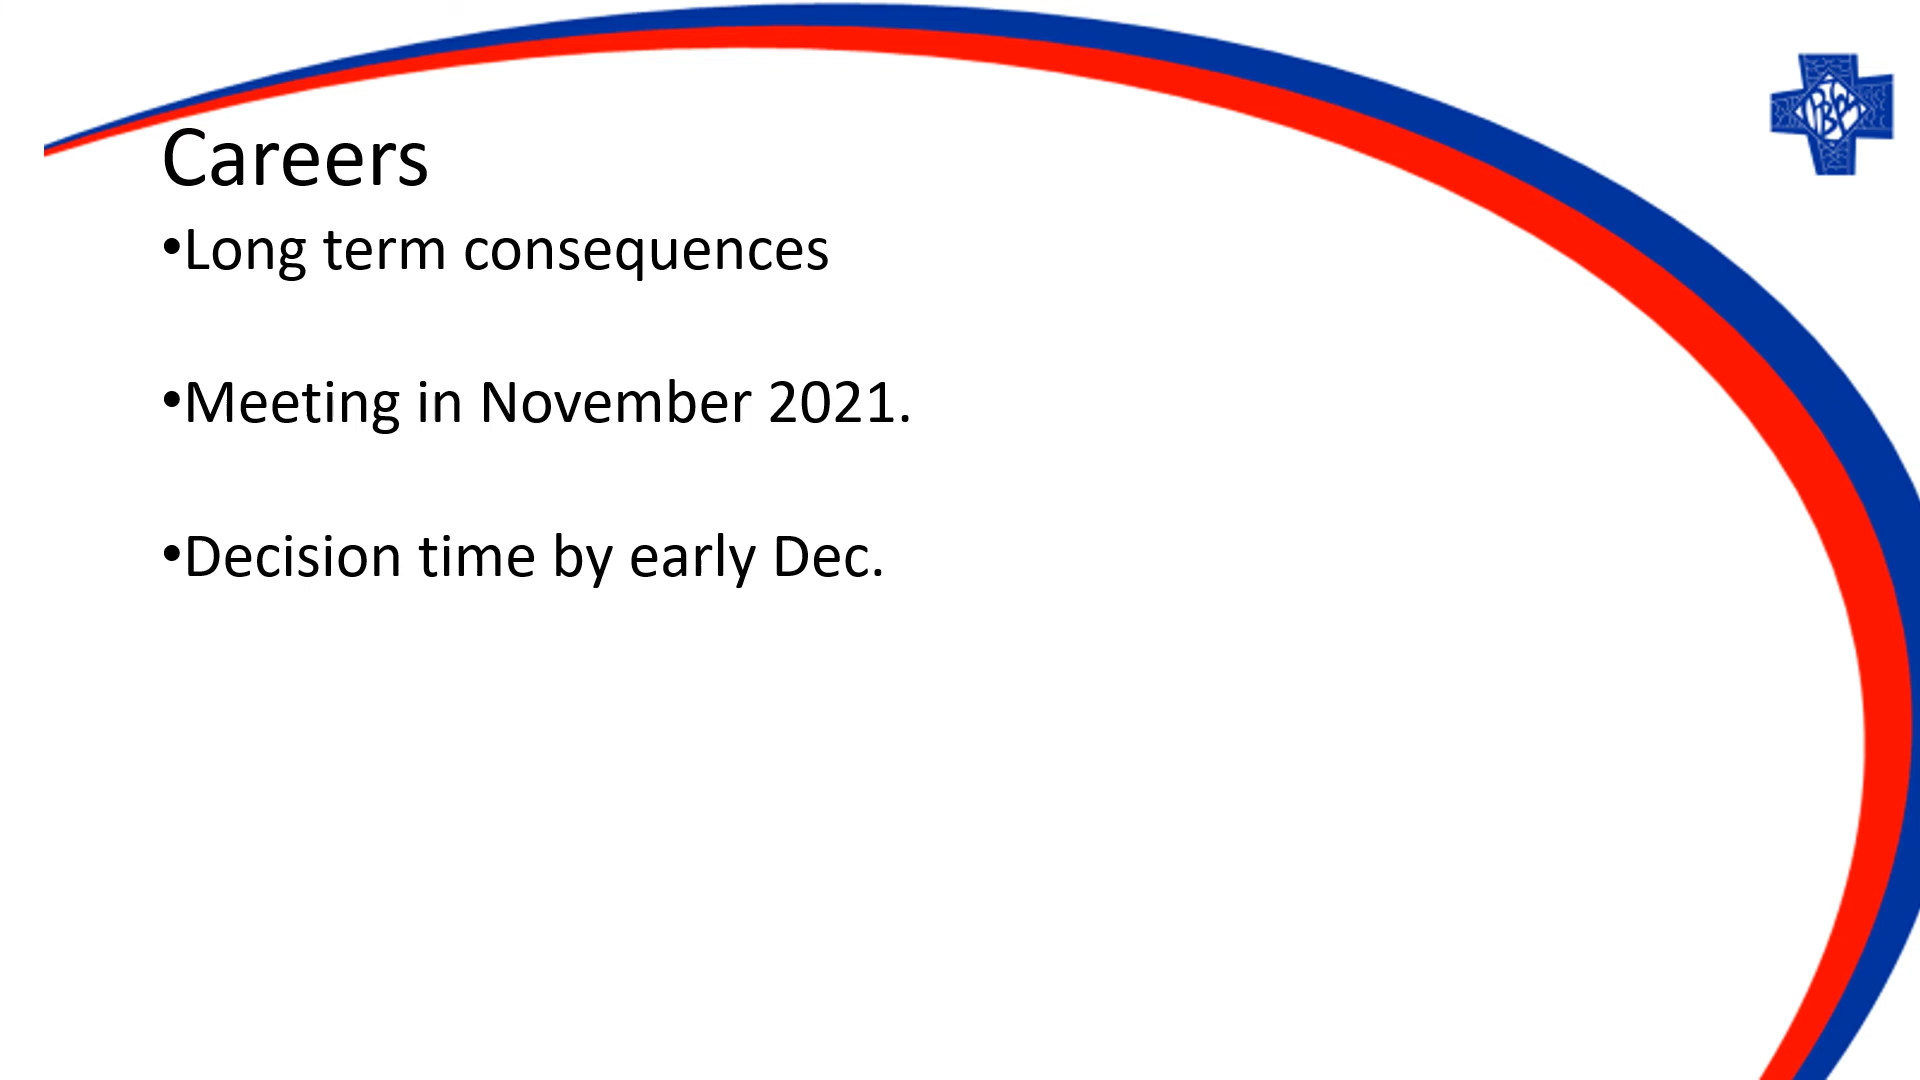 Careers
•Long term consequences
•Meeting in November 2021.
•Decision time by early Dec.